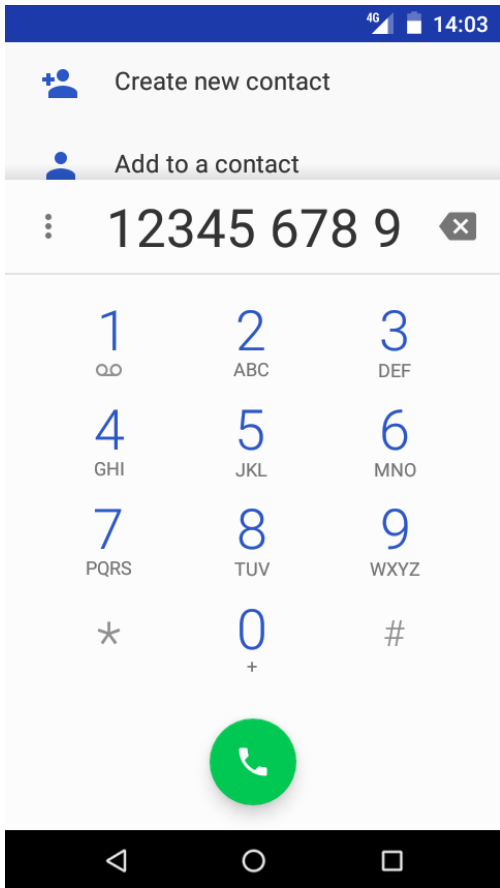 4G 14:03
Create new contact
Add to a contact
12345 678 9
1 2 3
ABC DEF
4 5 6
GHI JKL MNO
7 8 9
PQRS TUV WXYZ
* 0 #
+